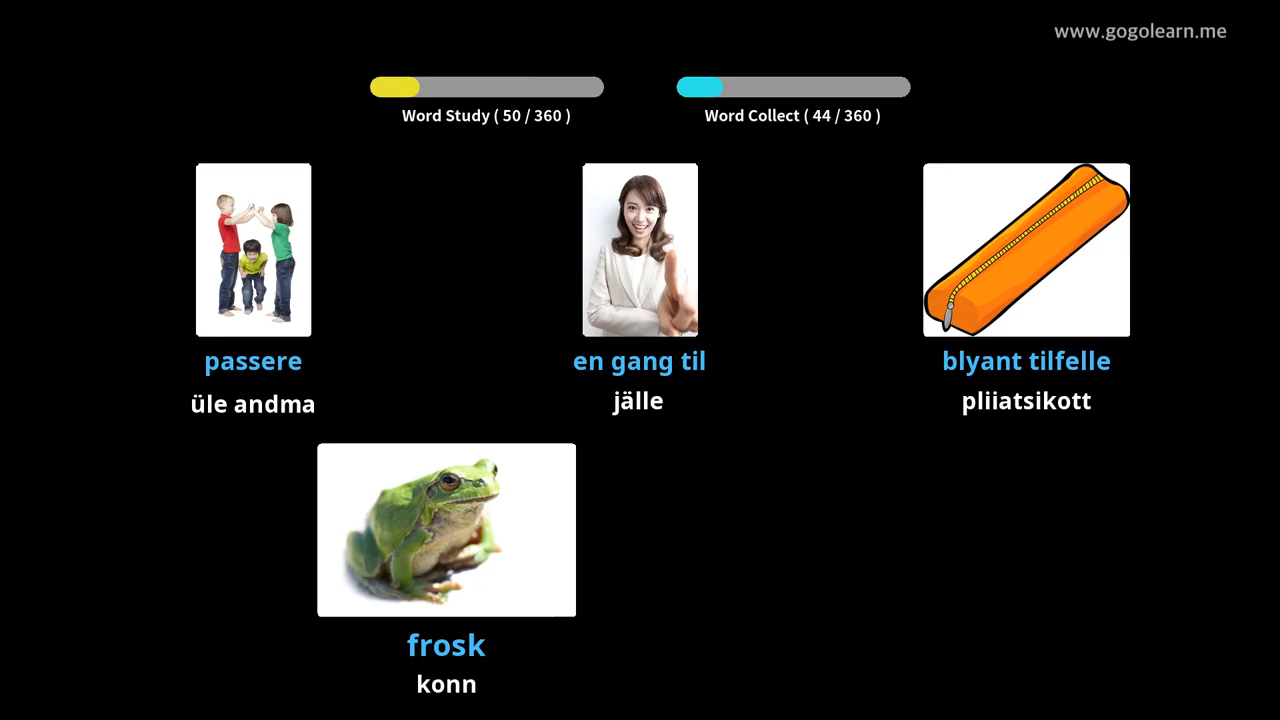 www.gogolearn.me
Word Study ( 50 / 360 )
Word Collect ( 44 / 360 )
passere
en gang til
blyant tilfelle
üle andma
jälle
pliiatsikott
frosk
konn